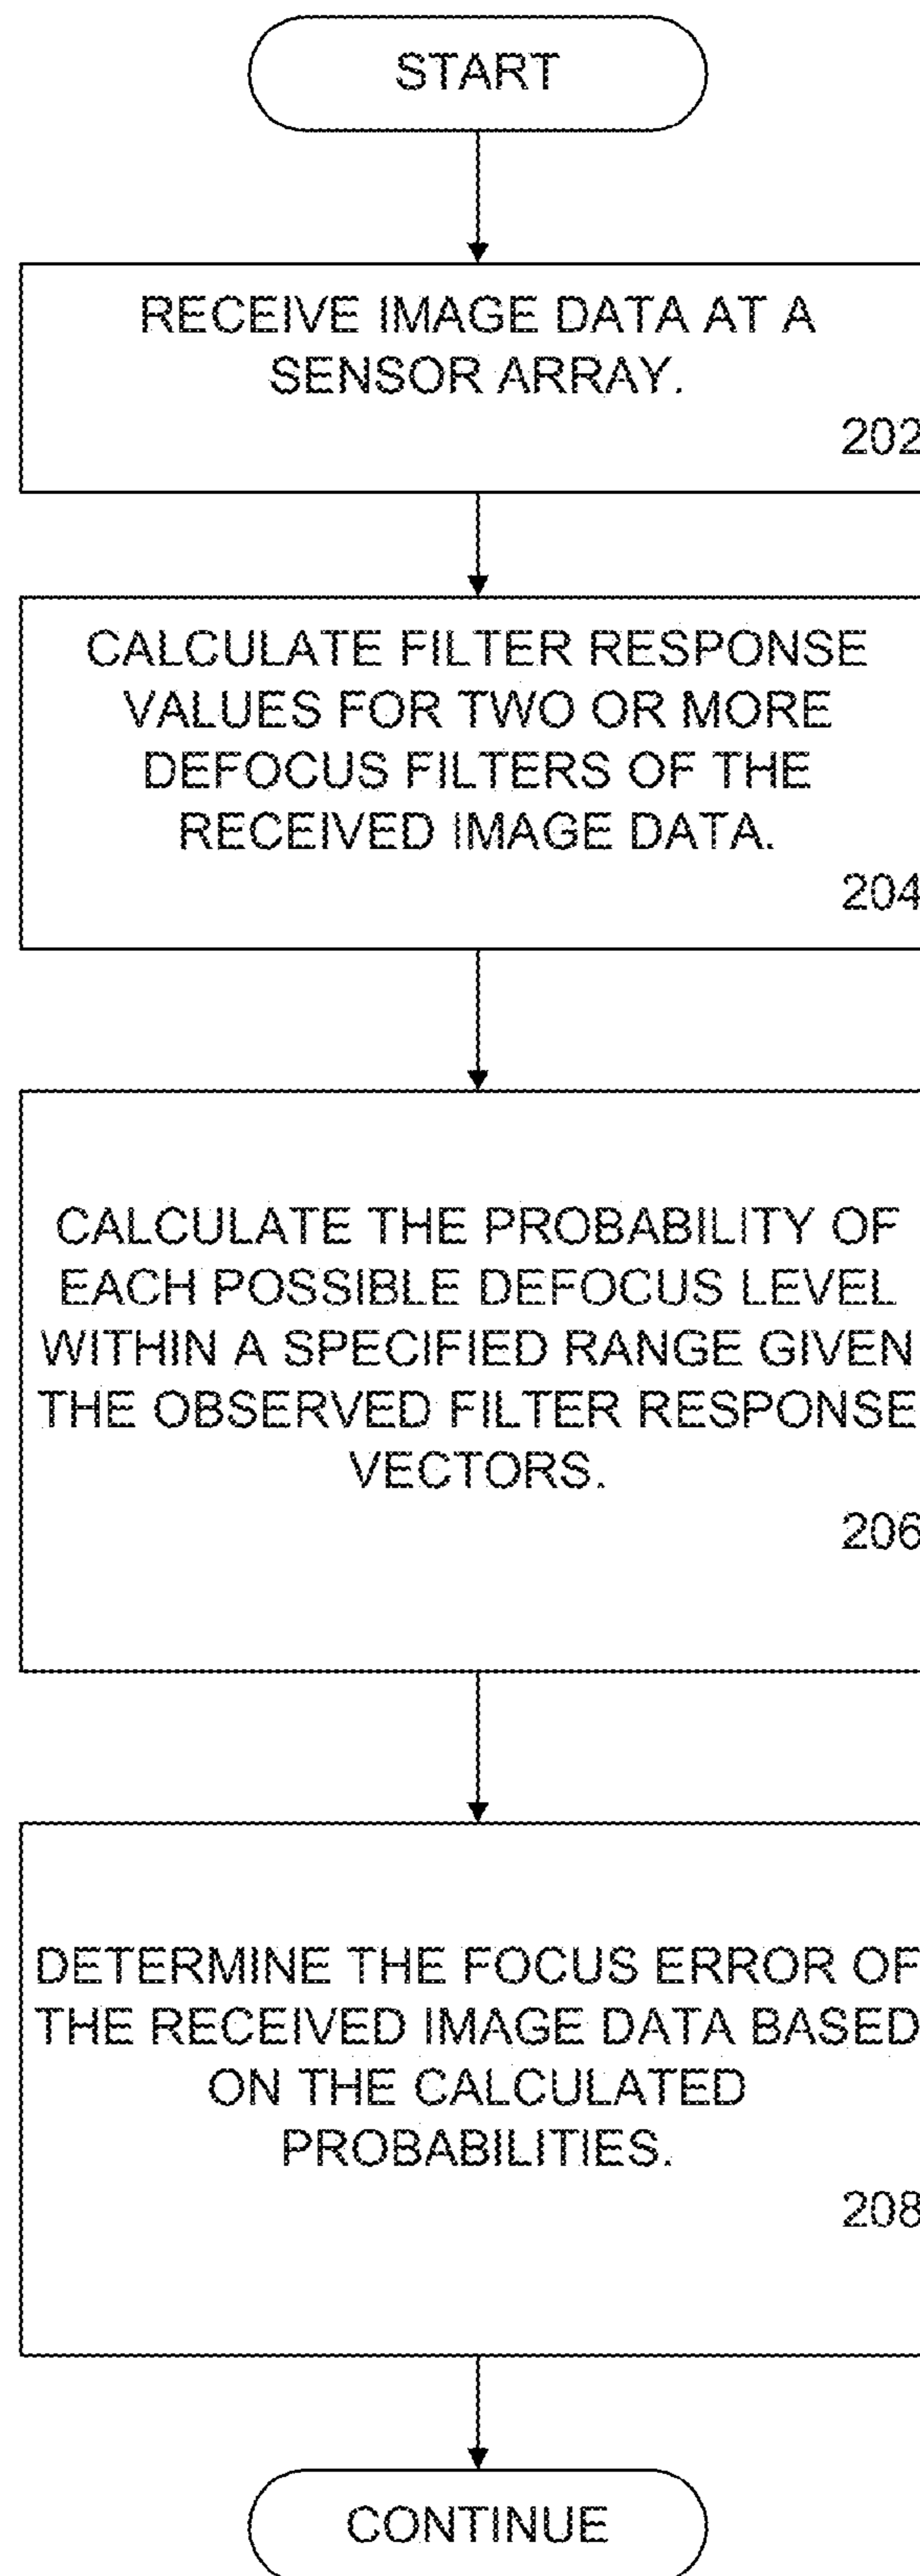 START
RECEIVE IMAGE DATA AT A
SENSOR ARRAY.
202
CALCULATE FILTER RESPONSE
VALUES FOR TWO OR MORE
DEFOCUS FILTERS OF THE
RECEIVED IMAGE DATA.
204
CALCULATE THE PROBABILITY OF
EACH POSSIBLE DEFOCUS LEVEL
WITHIN A SPECIFIED RANGE GIVEN
THE OBSERVED FILTER RESPONSE
VECTORS.
206
DETERMINE THE FOCUS ERROR OF
THE RECEIVED IMAGE DATA BASED
ON THE CALCULATED
PROBABILITIES.
208
CONTINUE